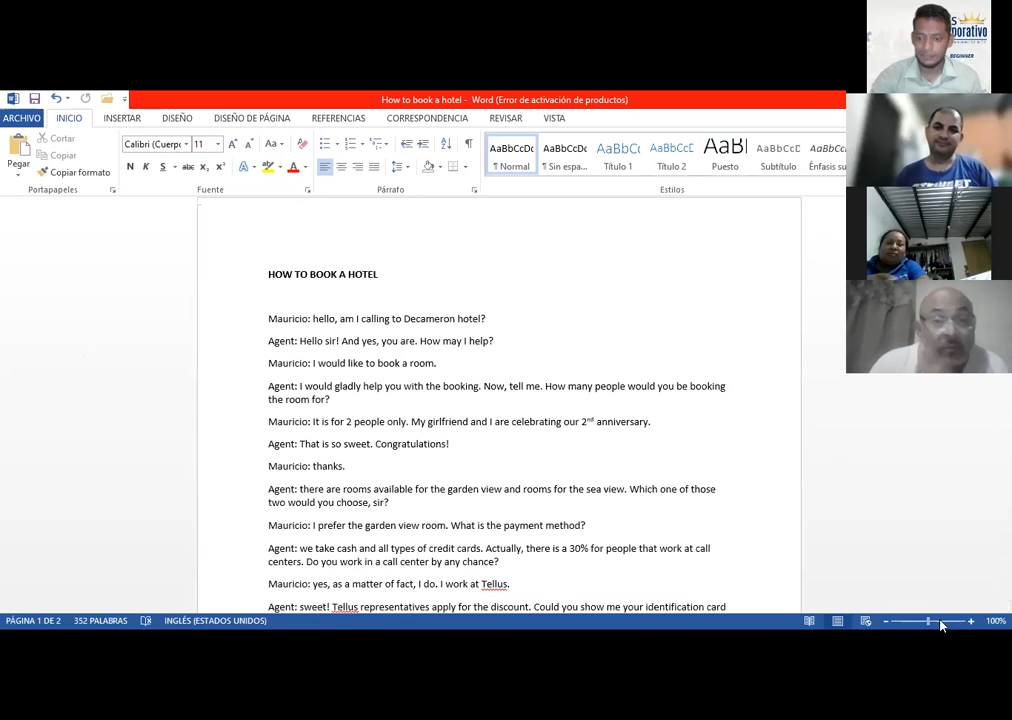 S
porativo
BEGINNER
How to book a hotel - Word (Error de activación de productos)
ARCHIVO INICIO INSERTAR DISEÑO DISEÑO DE PÁGINA REFERENCIAS CORRESPONDENCIA REVISAR VISTA
Pegar
Cortar
Copiar
Copiar formato
Portapapeles
Calibri (Cuerpo 11
N K S abc x₂ x²
Fuente
Párrafo
AaBbCcDc AaBbCcDc AaBbCc AaBbCcD AaBl AaBbCcD AaBbCcDc
¶ Normal ¶ Sin espa... Título 1 Título 2 Puesto Subtítulo Énfasis su
Estilos
HOW TO BOOK A HOTEL
Mauricio: hello, am I calling to Decameron hotel?
Agent: Hello sir! And yes, you are. How may I help?
Mauricio: I would like to book a room.
Agent: I would gladly help you with the booking. Now, tell me. How many people would you be booking
the room for?
Mauricio: It is for 2 people only. My girlfriend and I are celebrating our 2nd anniversary.
Agent: That is so sweet. Congratulations!
Mauricio: thanks.
Agent: there are rooms available for the garden view and rooms for the sea view. Which one of those
two would you choose, sir?
Mauricio: I prefer the garden view room. What is the payment method?
Agent: we take cash and all types of credit cards. Actually, there is a 30% for people that work at call
centers. Do you work in a call center by any chance?
Mauricio: yes, as a matter of fact, I do. I work at Tellus.
Agent: sweet! Tellus representatives apply for the discount. Could you show me your identification card
PÁGINA 1 DE 2 352 PALABRAS INGLÉS (ESTADOS UNIDOS) 100%